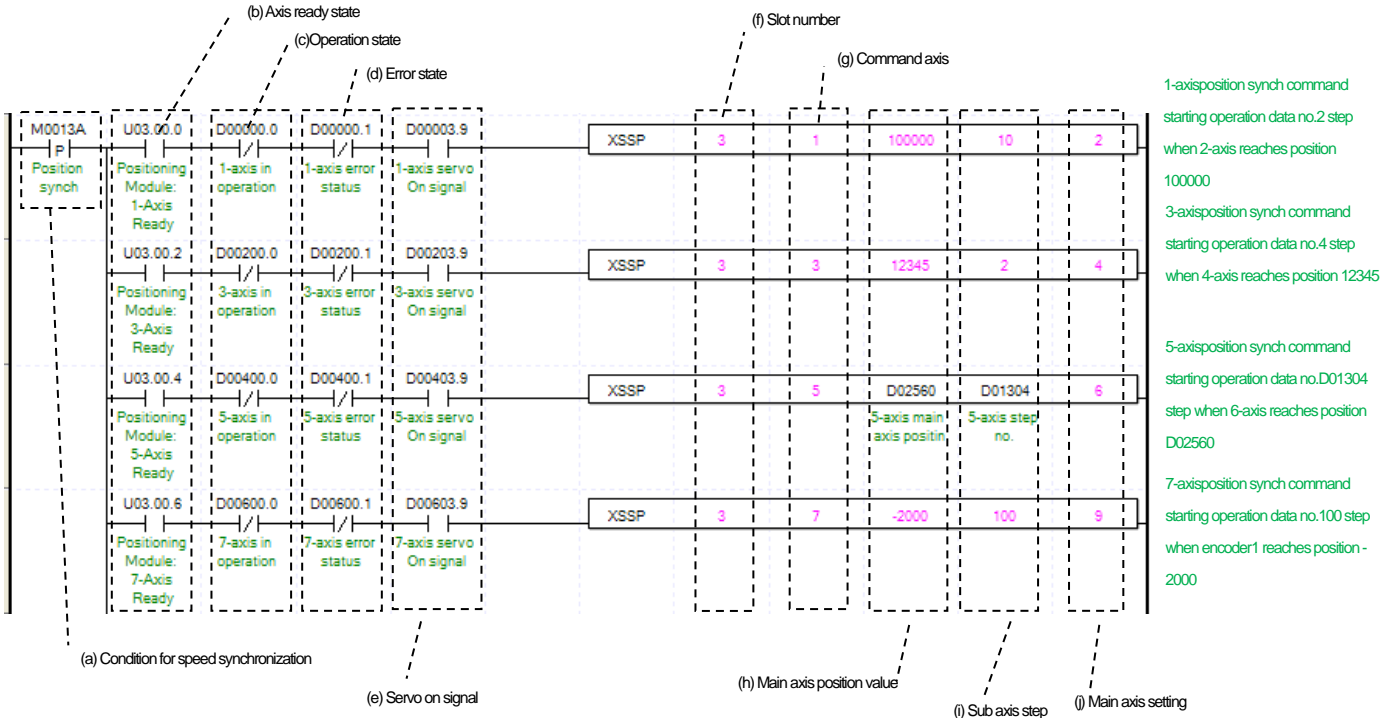 (b) Axis ready state
(c)Operation state
(d) Error state
(f) Slot number
(g) Command axis
M0013A
P
Position
synch
U03.00.0
Positioning
Module:
1-Axis
Ready
D00000.0
1-axis in
operation
D00000.1
1-axis error
status
D00003.9
1-axis servo
On signal
XSSP 3 1 100000 10 2
1-axisposition synch command
starting operation data no.2 step
when 2-axis reaches position
100000
U03.00.2
Positioning
Module:
3-Axis
Ready
D00200.0
3-axis in
operation
D00200.1
3-axis error
status
D00203.9
3-axis servo
On signal
XSSP 3 3 12345 2 4
3-axisposition synch command
starting operation data no.4 step
when 4-axis reaches position 12345
U03.00.4
Positioning
Module:
5-Axis
Ready
D00400.0
5-axis in
operation
D00400.1
5-axis error
status
D00403.9
5-axis servo
On signal
XSSP 3 5 D02560 D01304 6
5-axis main
axis positin
5-axis step
no.
5-axisposition synch command
starting operation data no.D01304
step when 6-axis reaches position
D02560
U03.00.6
Positioning
Module:
7-Axis
Ready
D00600.0
7-axis in
operation
D00600.1
7-axis error
status
D00603.9
7-axis servo
On signal
XSSP 3 7 -2000 100 9
7-axisposition synch command
starting operation data no.100 step
when encoder1 reaches position -
2000
(a) Condition for speed synchronization
(e) Servo on signal
(h) Main axis position value
(i) Sub axis step
(j) Main axis setting